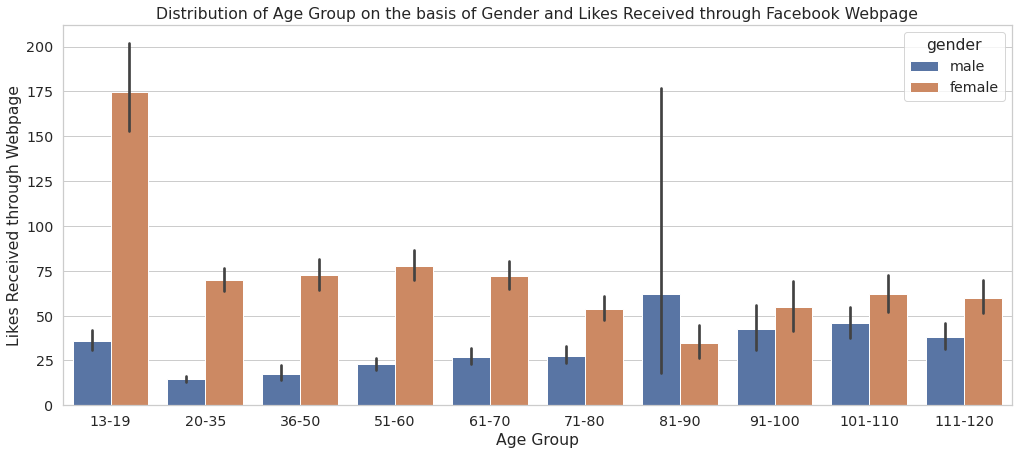 Distribution of Age Group on the basis of Gender and Likes Received through Facebook Webpage
gender
male
female
Likes Received through Webpage
200
175
150
125
100
75
50
25
0
13-19 20-35 36-50 51-60 61-70 71-80 81-90 91-100 101-110 111-120
Age Group